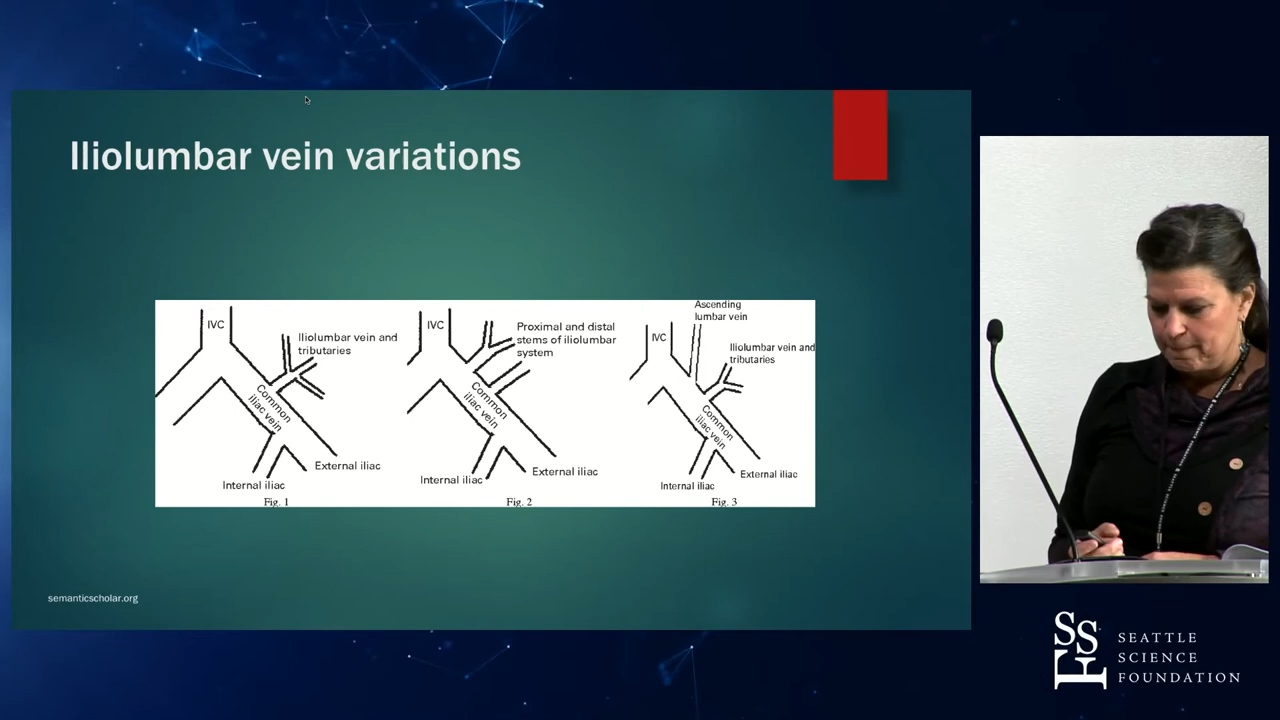 Iliolumbar vein variations
IVC
Iliolumbar vein and
tributaries
Common
iliac vein
External iliac
Internal iliac
Fig. 1
IVC
Proximal and distal
stems of iliolumbar
system
Common
iliac vein
External iliac
Internal iliac
Fig. 2
Ascending
lumbar vein
IVC
Iliolumbar vein and
tributaries
Common
iliac vein
External iliac
Internal iliac
Fig. 3
semanticscholar.org
SSF
SEATTLE
SCIENCE
FOUNDATION